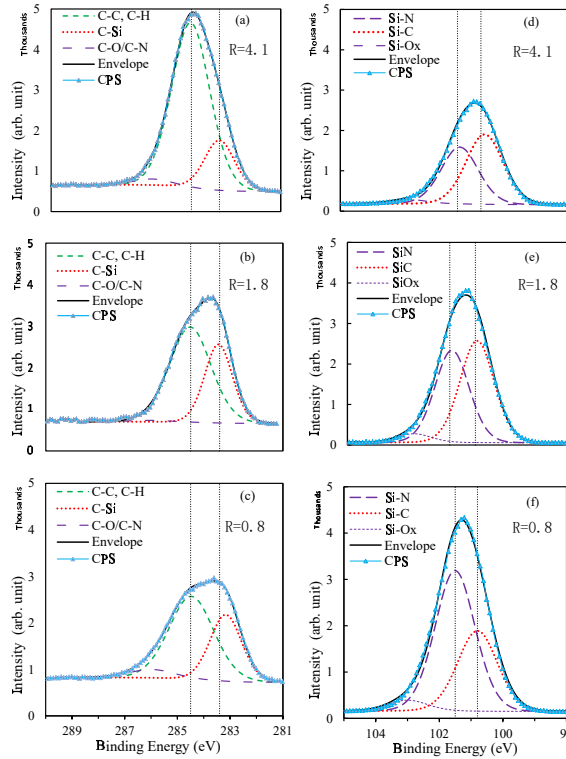 Thousands
Intensity (arb. unit)
5
4
3
2
1
0
C-C, C-H
C-Si
C-O/C-N
Envelope
CPS
(a)
R=4.1
Thousands
Intensity (arb. unit)
5
4
3
2
1
0
Si-N
Si-C
Si-Ox
Envelope
CPS
(d)
R=4.1
Thousands
Intensity (arb. unit)
5
4
3
2
1
0
C-C, C-H
C-Si
C-O/C-N
Envelope
CPS
(b)
R=1.8
Thousands
Intensity (arb. unit)
5
4
3
2
1
0
SiN
SiC
SiOx
Envelope
CPS
(e)
R=1.8
Thousands
Intensity (arb. unit)
5
4
3
2
1
0
C-C, C-H
C-Si
C-O/C-N
Envelope
CPS
(c)
R=0.8
289 287 285 283 281
Binding Energy (eV)
Thousands
Intensity (arb. unit)
5
4
3
2
1
0
Si-N
Si-C
Si-Ox
Envelope
CPS
(f)
R=0.8
104 102 100 9
Binding Energy (eV)